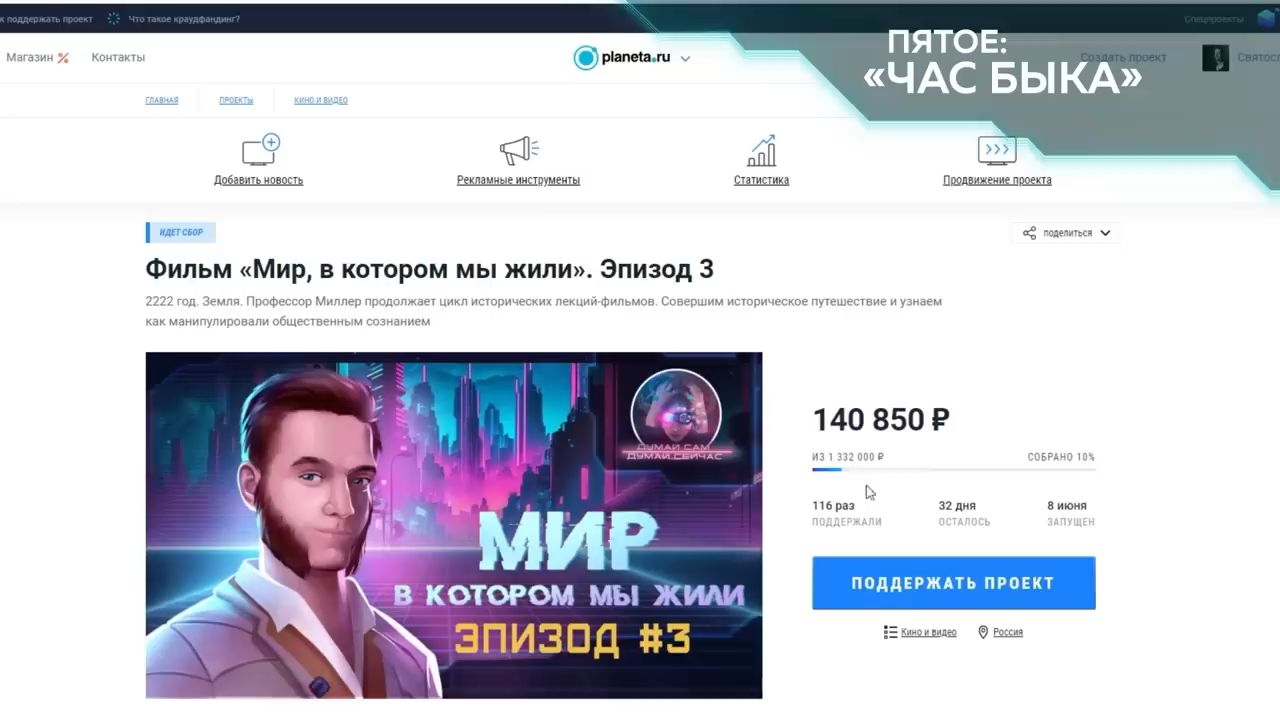 к поддержать проект
Что такое краудфандинг?
Спецпроекты
ПЯТОЕ:
«ЧАС БЫКА»
Магазин
Контакты
planeta.ru
Создать проект
ГЛАВНАЯ
ПРОЕКТЫ
КИНО И ВИДЕО
Добавить новость
Рекламные инструменты
Статистика
Продвижение проекта
ИДЕТ СБОР
поделиться
Фильм «Мир, в котором мы жили». Эпизод 3
2222 год. Земля. Профессор Миллер продолжает цикл исторических лекций-фильмов. Совершим историческое путешествие и узнаем
как манипулировали общественным сознанием
ДУМАЙ САМ
ДУМАЙ СЕЙЧАС
МИР
В КОТОРОМ МЫ ЖИЛИ
ЭПИЗОД #3
140 850 ₽
ИЗ 1 332 000 ₽
СОБРАНО 10%
116 раз
ПОДДЕРЖАЛИ
32 дня
ОСТАЛОСЬ
8 июня
ЗАПУЩЕН
ПОДДЕРЖАТЬ ПРОЕКТ
Кино и видео
Россия